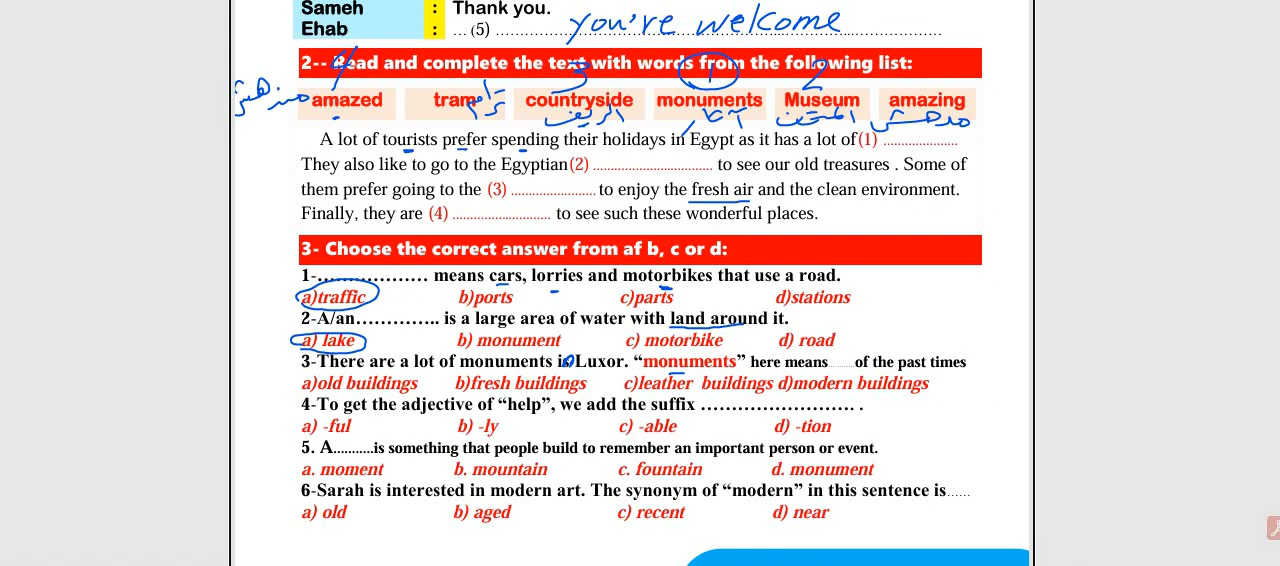 Sameh : Thank you.
Ehab : ... (5) .................. you're welcome ..................
4 3 1 2
2-- Read and complete the text with words from the following list:
amazed tram countryside monuments Museum amazing
ترام الريف آثار المتحف مدهش
A lot of tourists prefer spending their holidays in Egypt as it has a lot of (1) .....................
They also like to go to the Egyptian (2) .................................. to see our old treasures . Some of
them prefer going to the (3) ........................ to enjoy the fresh air and the clean environment.
Finally, they are (4) ............................ to see such these wonderful places.
3- Choose the correct answer from af b, c or d:
1-.................. means cars, lorries and motorbikes that use a road.
a)traffic b)ports c)parts d)stations
2-A/an.............. is a large area of water with land around it.
a) lake b) monument c) motorbike d) road
3-There are a lot of monuments in Luxor. “monuments” here means....... of the past times
a)old buildings b)fresh buildings c)leather buildings d)modern buildings
4-To get the adjective of “help”, we add the suffix ......................... .
a) -ful b) -ly c) -able d) -tion
5. A...........is something that people build to remember an important person or event.
a. moment b. mountain c. fountain d. monument
6-Sarah is interested in modern art. The synonym of “modern” in this sentence is......
a) old b) aged c) recent d) near